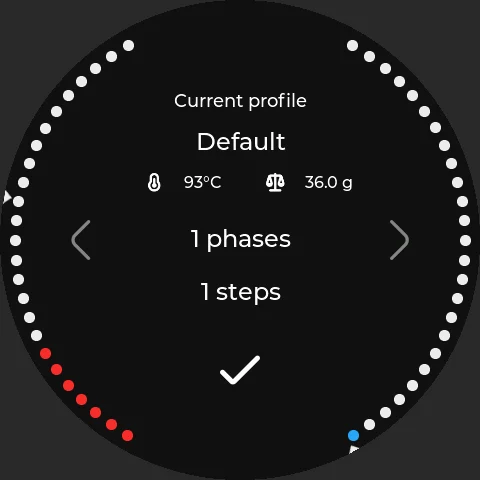 Current profile
Default
93°C 36.0 g
1 phases
1 steps